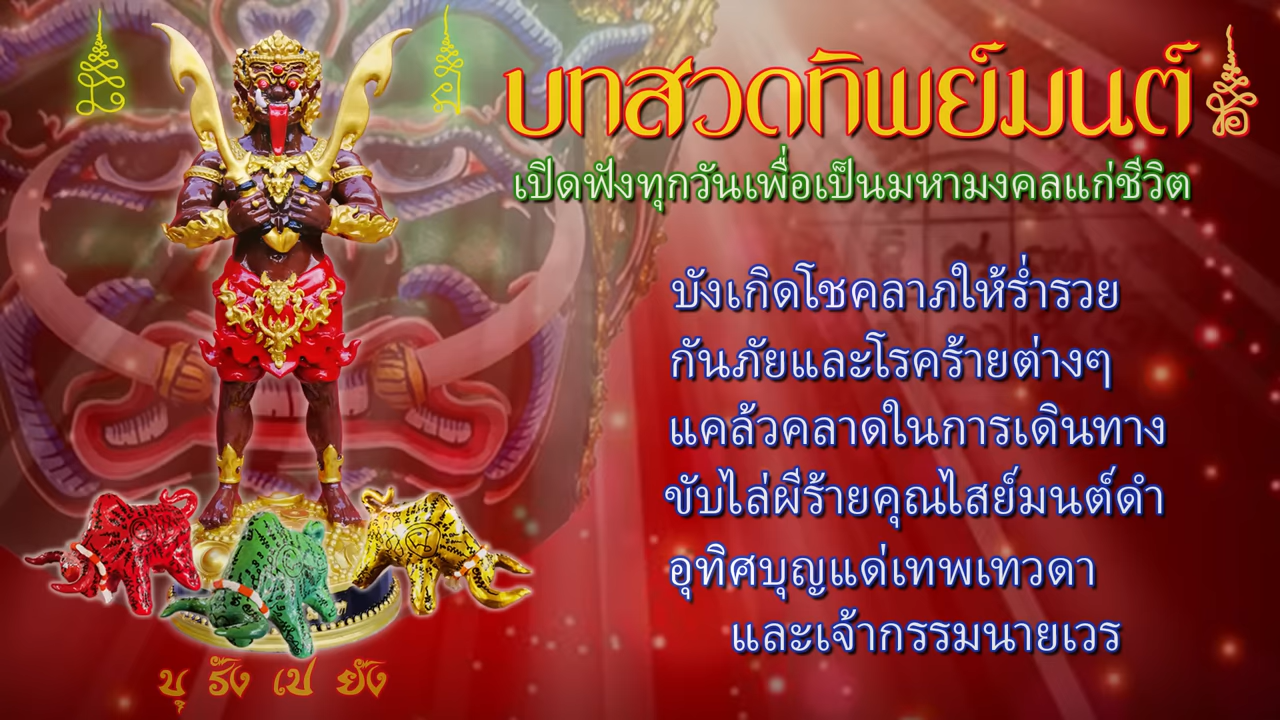 บทสวดทิพย์มนต์
เปิดฟังทุกวันเพื่อเป็นมหามงคลแก่ชีวิต
บังเกิดโชคลาภให้ร่ำรวย
กันภัยและโรคร้ายต่างๆ
แคล้วคลาดในการเดินทาง
ขับไล่ผีร้ายคุณไสย์มนต์ดำ
อุทิศบุญแด่เทพเทวดา
และเจ้ากรรมนายเวร